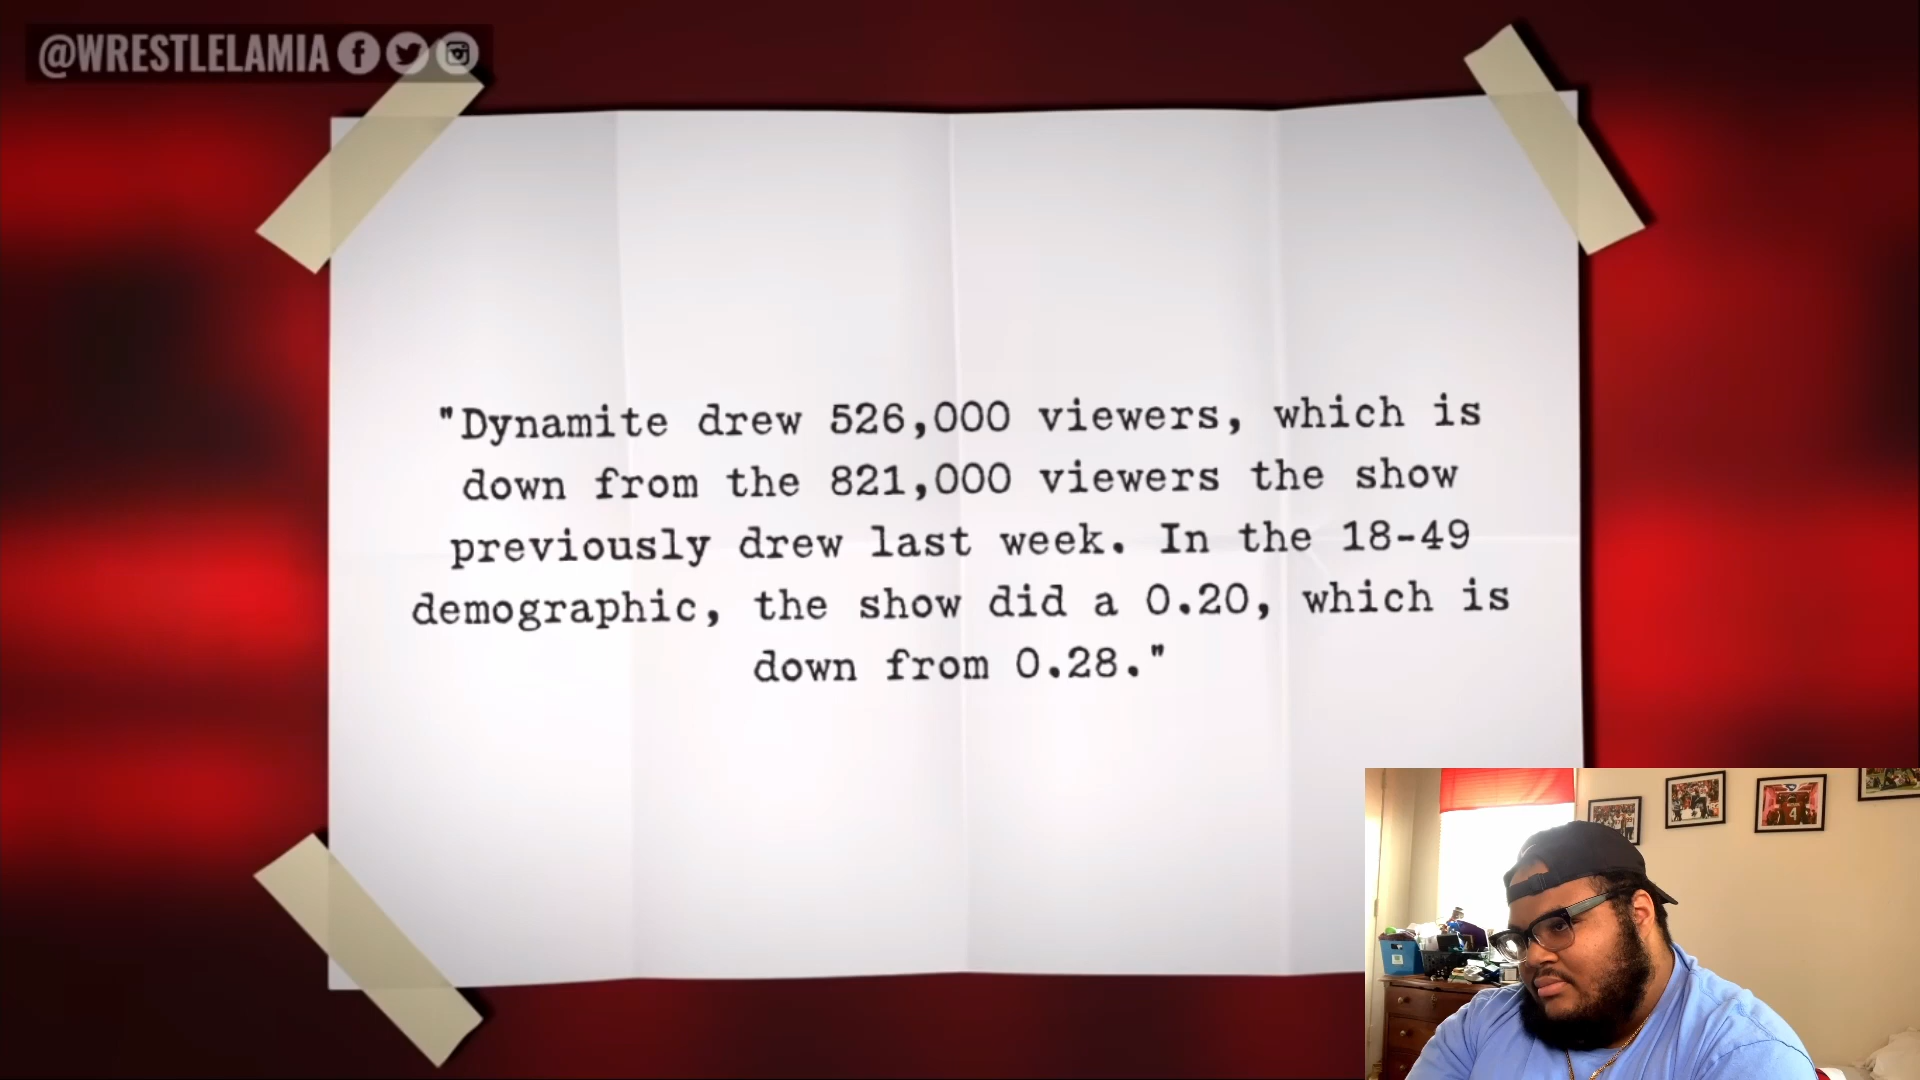 @WRESTLELAMIA
"Dynamite drew 526,000 viewers, which is
down from the 821,000 viewers the show
previously drew last week. In the 18-49
demographic, the show did a 0.20, which is
down from 0.28."
4